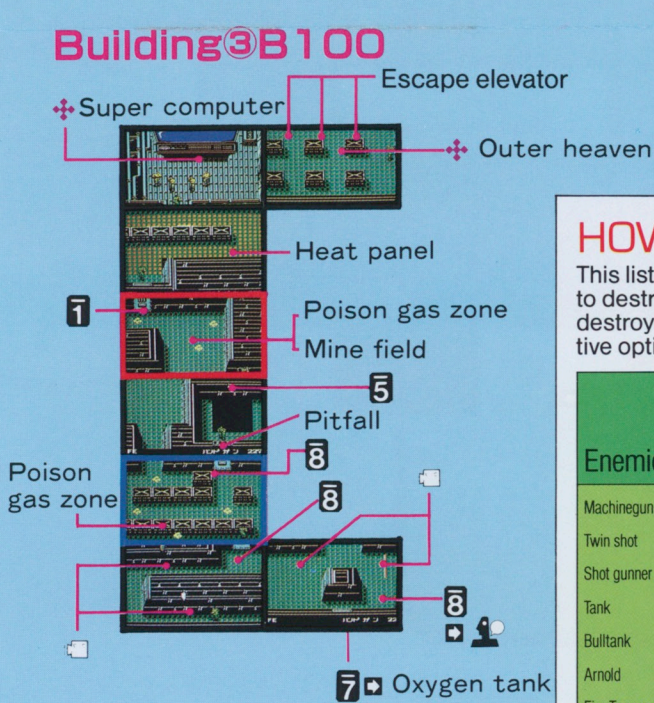 Building③B100
Escape elevator
Super computer
Outer heaven
Heat panel
1
Poison gas zone
Mine field
5
Pitfall
8
Poison
gas zone
8
8
7 Oxygen tank
This list
to destr
destroy
tive opti
Enemie
Machinegun
Twin shot
Shot gunner
Tank
Bulltank
Arnold